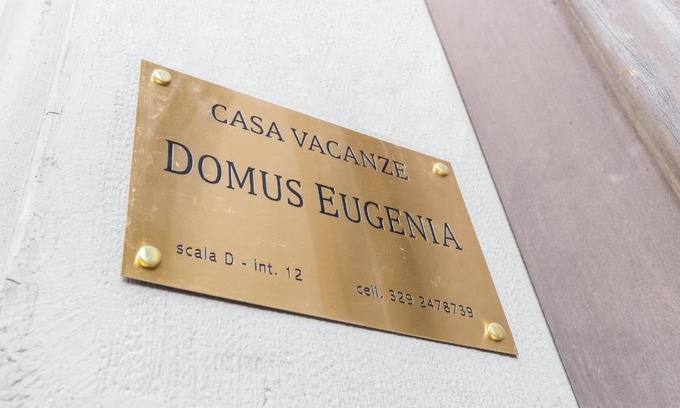 CASA VACANZE
DOMUS EUGENIA
scala D - int. 12
cell. 329 2478739